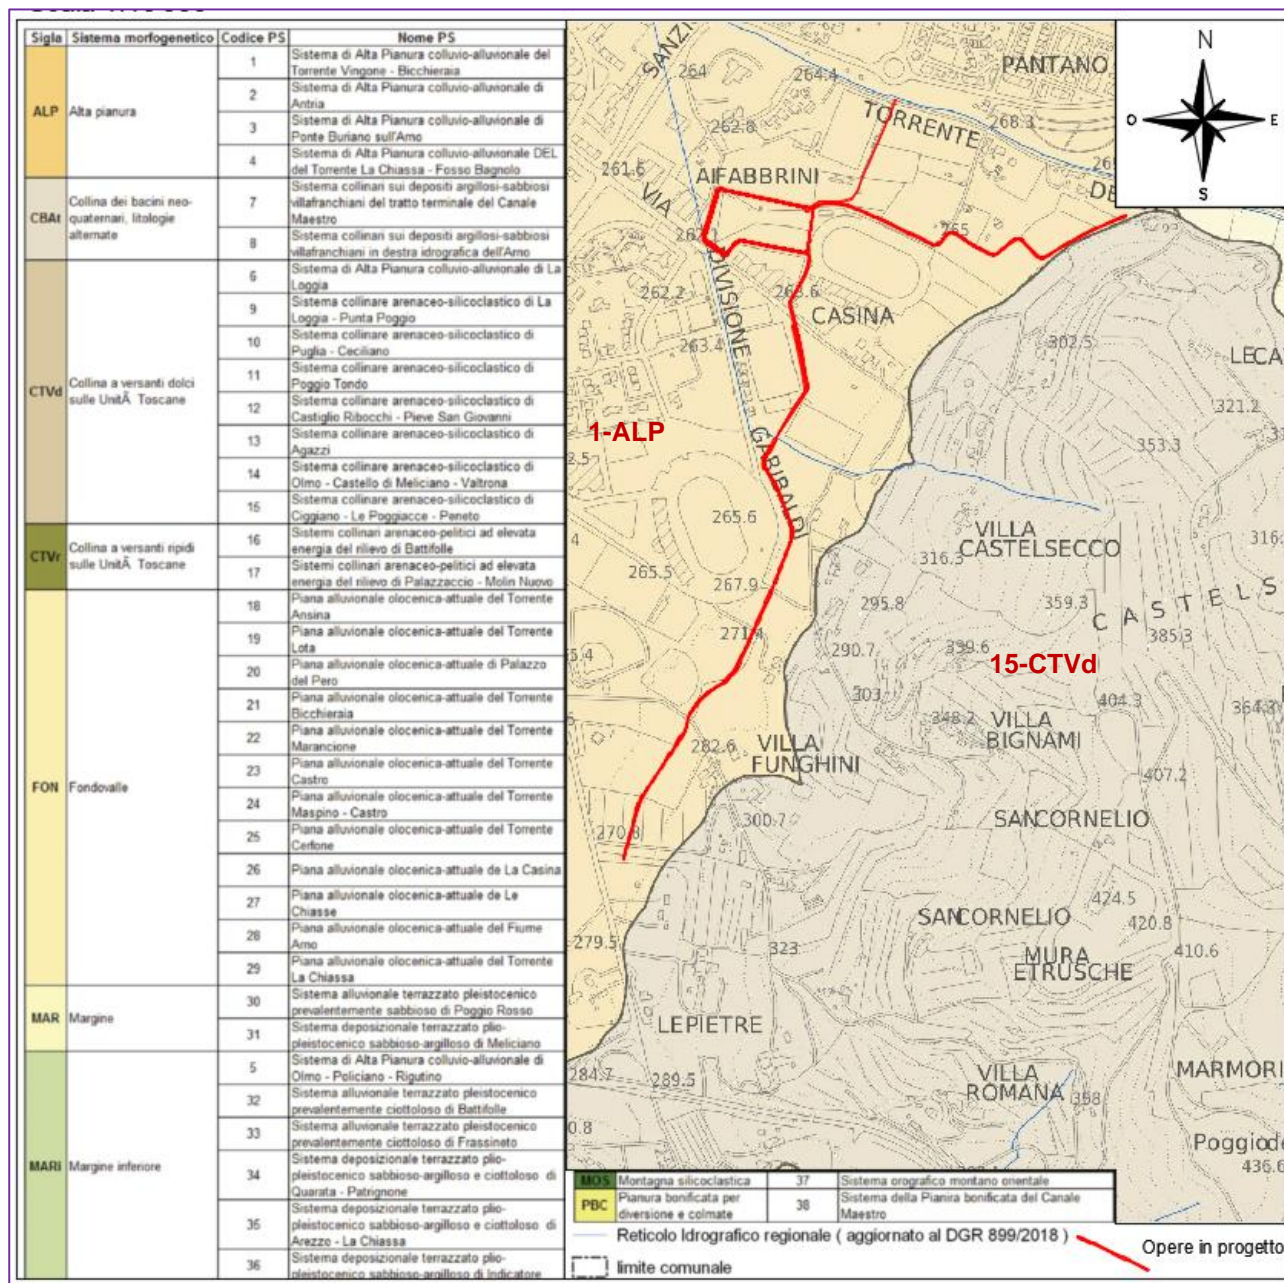 Sigla Sistema morfogenetico Codice PS Nome PS
ALP Alta pianura
1 Sistema di Alta Pianura colluvio-alluvionale del
Torrente Vingone - Bicchieraia
2 Sistema di Alta Pianura colluvio-alluvionale di
Antria
3 Sistema di Alta Pianura colluvio-alluvionale di
Ponte Buriano sull'Arno
4 Sistema di Alta Pianura colluvio-alluvionale DEL
del Torrente La Chiassa - Fosso Bagnolo
CBAt Collina dei bacini neo-
quaternari, litologie
alternate
7 Sistema collinari sui depositi argillosi-sabbiosi
villafranchiani del tratto terminale del Canale
Maestro
8 Sistema collinari sui depositi argillosi-sabbiosi
villafranchiani in destra idrografica dell'Arno
CTVd Collina a versanti dolci
sulle UnitÃ Toscane
6 Sistema di Alta Pianura colluvio-alluvionale di La
Loggia
9 Sistema collinare arenaceo-silicoclastico di La
Loggia - Punta Poggio
10 Sistema collinare arenaceo-silicoclastico di
Puglia - Ceciliano
11 Sistema collinare arenaceo-silicoclastico di
Poggio Tondo
12 Sistema collinare arenaceo-silicoclastico di
Castiglio Ribocchi - Pieve San Giovanni
13 Sistema collinare arenaceo-silicoclastico di
Agazzi
14 Sistema collinare arenaceo-silicoclastico di
Olmo - Castello di Meliciano - Valtrona
15 Sistema collinare arenaceo-silicoclastico di
Ciggiano - Le Poggiacce - Peneto
CTVr Collina a versanti ripidi
sulle UnitÃ Toscane
16 Sistemi collinari arenaceo-pelitici ad elevata
energia del rilievo di Battifolle
17 Sistemi collinari arenaceo-pelitici ad elevata
energia del rilievo di Palazzaccio - Molin Nuovo
FON Fondovalle
18 Piana alluvionale olocenica-attuale del Torrente
Ansina
19 Piana alluvionale olocenica-attuale del Torrente
Lota
20 Piana alluvionale olocenica-attuale di Palazzo
del Pero
21 Piana alluvionale olocenica-attuale del Torrente
Bicchieraia
22 Piana alluvionale olocenica-attuale del Torrente
Marancione
23 Piana alluvionale olocenica-attuale del Torrente
Castro
24 Piana alluvionale olocenica-attuale del Torrente
Maspino - Castro
25 Piana alluvionale olocenica-attuale del Torrente
Cerfone
26 Piana alluvionale olocenica-attuale de La Casina
27 Piana alluvionale olocenica-attuale de Le
Chiasse
28 Piana alluvionale olocenica-attuale del Fiume
Arno
29 Piana alluvionale olocenica-attuale del Torrente
La Chiassa
MAR Margine
30 Sistema alluvionale terrazzato pleistocenico
prevalentemente sabbioso di Poggio Rosso
31 Sistema deposizionale terrazzato plio-
pleistocenico sabbioso-argilloso di Meliciano
MARi Margine inferiore
5 Sistema di Alta Pianura colluvio-alluvionale di
Olmo - Policiano - Rigutino
32 Sistema alluvionale terrazzato pleistocenico
prevalentemente ciottoloso di Battifolle
33 Sistema alluvionale terrazzato pleistocenico
prevalentemente ciottoloso di Frassineto
34 Sistema deposizionale terrazzato plio-
pleistocenico sabbioso-argilloso e ciottoloso di
Quarata - Patrignone
35 Sistema deposizionale terrazzato plio-
pleistocenico sabbioso-argilloso e ciottoloso di
Arezzo - La Chiassa
36 Sistema deposizionale terrazzato plio-
pleistocenico sabbioso-argilloso di Indicatore
SANZI
264
264.4
PANTANO
N
O E
S
TORRENTE
268.3
262.8
261.6
AIFABBRINI
VIA
DIVISIONE
GARIBALDI
DE
262.2
263.6
CASINA
263.4
302.5
LECA
321.2
1-ALP
353.3
265.6
VILLA
CASTELSECCO
316.3
316.
265.5
267.9
295.8
359.3
CASTELS
385.3
271.4
290.7
339.6
15-CTVd
303
404.3
364.3
348.2
VILLA
BIGNAMI
282.6
VILLA
FUNGHINI
407.2
270.8
300.7
SANCORNELIO
424.5
SANCORNELIO
420.8
279.5
323
MURA
ETRUSCHE
410.6
LEPIETRE
284.7
289.5
VILLA
ROMANA
358
MARMORI
0.8
Poggiode
436.6
MOS Montagna silicoclastica 37 Sistema orografico montano orientale
PBC Pianura bonificata per
diversione e colmate
38 Sistema della Pianira bonificata del Canale
Maestro
Reticolo Idrografico regionale ( aggiornato al DGR 899/2018 )
Opere in progetto
limite comunale